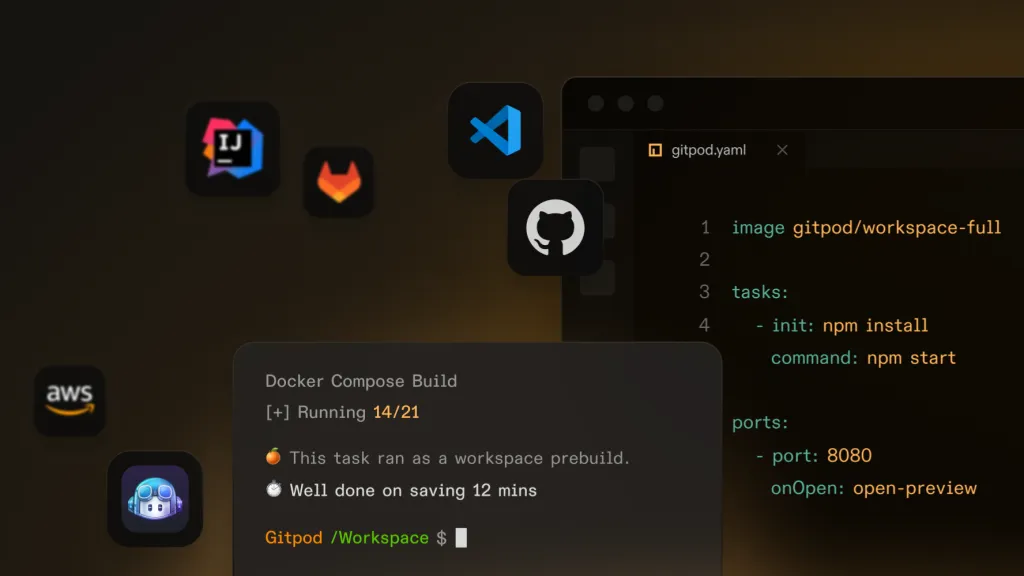 IJ
gitpod.yaml
1 image gitpod/workspace-full
2
3 tasks:
4 - init: npm install
command: npm start
ports:
- port: 8080
onOpen: open-preview
aws
Docker Compose Build
[+] Running 14/21
🍊 This task ran as a workspace prebuild.
⏱ Well done on saving 12 mins
Gitpod /Workspace $